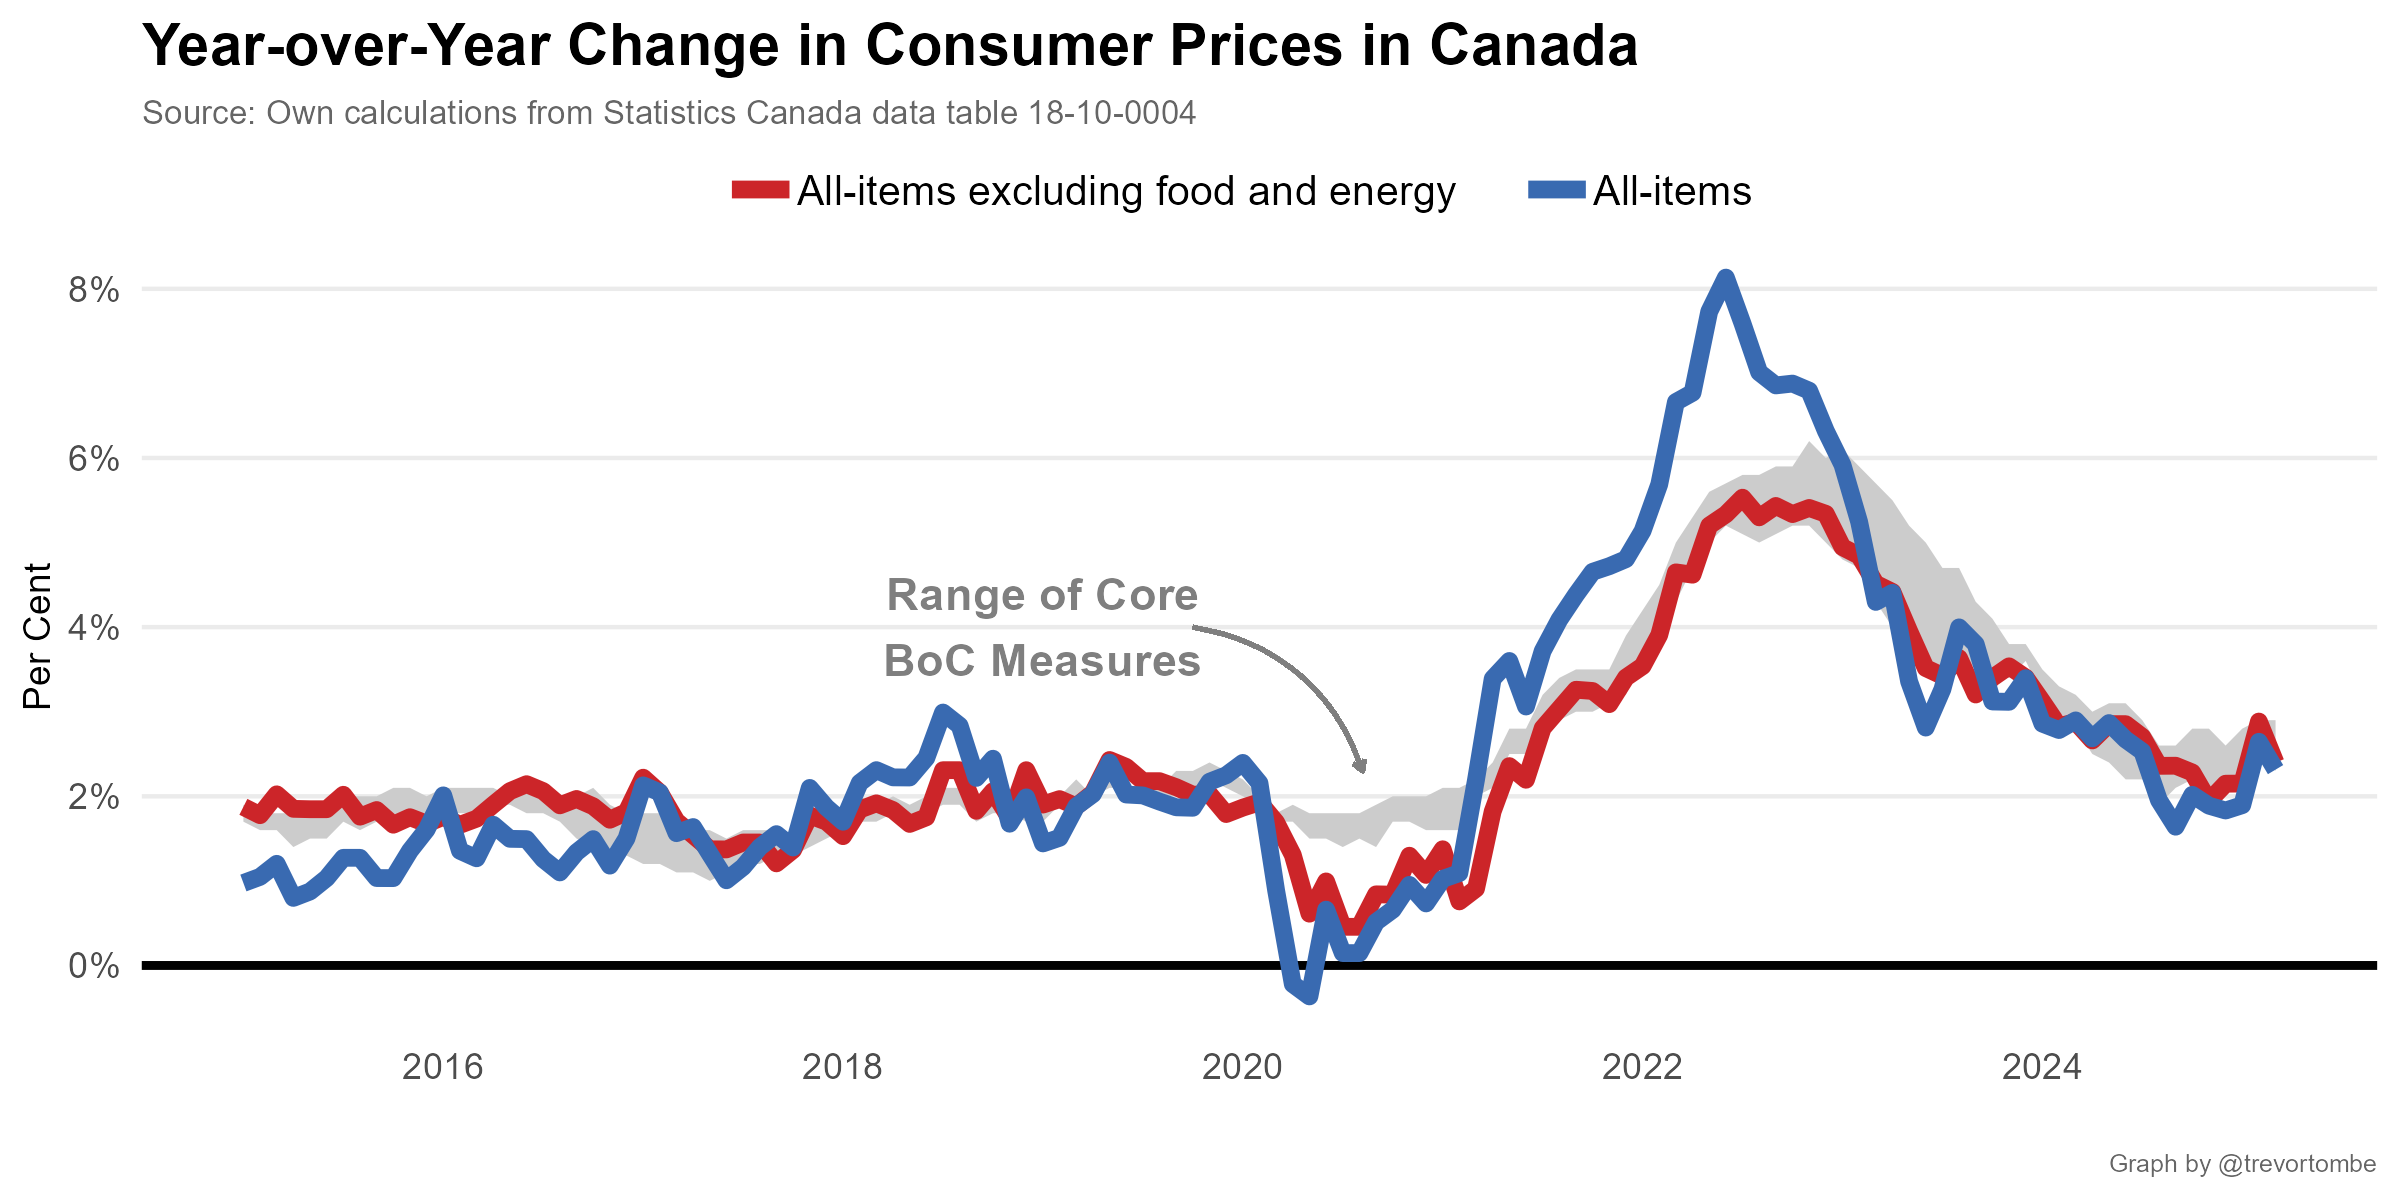 Year-over-Year Change in Consumer Prices in Canada
Source: Own calculations from Statistics Canada data table 18-10-0004
All-items excluding food and energy
All-items
8%
6%
4%
2%
0%
Per Cent
Range of Core
BoC Measures
2016
2018
2020
2022
2024
Graph by @trevortombe